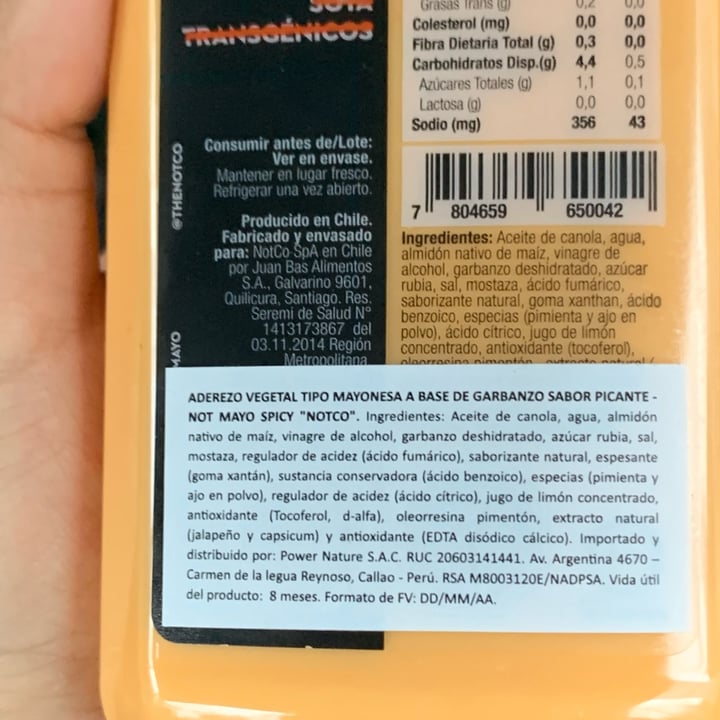 SOYA
TRANSGÉNICOS
Grasas Trans (g) 0,2 0,0
Colesterol (mg) 0,0 0,0
Fibra Dietaria Total (g) 0,3 0,0
Carbohidratos Disp.(g) 4,4 0,5
Azúcares Totales (g) 1,1 0,1
Lactosa (g) 0,0 0,0
Sodio (mg) 356 43
@THENOTCO
Consumir antes de/Lote:
Ver en envase.
Mantener en lugar fresco.
Refrigerar una vez abierto.
Producido en Chile.
Fabricado y envasado
para: NotCo SpA en Chile
por Juan Bas Alimentos
S.A., Galvarino 9601,
Quilicura, Santiago. Res.
Seremi de Salud N°
1413173867 del
03.11.2014 Región
Metropolitana
MAYO
7 804659 650042
Ingredientes: Aceite de canola, agua,
almidón nativo de maíz, vinagre de
alcohol, garbanzo deshidratado, azúcar
rubia, sal, mostaza, ácido fumárico,
saborizante natural, goma xanthan, ácido
benzoico, especias (pimienta y ajo en
polvo), ácido cítrico, jugo de limón
concentrado, antioxidante (tocoferol),
oleorresina pimentón, extracto natural (
ADEREZO VEGETAL TIPO MAYONESA A BASE DE GARBANZO SABOR PICANTE -
NOT MAYO SPICY "NOTCO". Ingredientes: Aceite de canola, agua, almidón
nativo de maíz, vinagre de alcohol, garbanzo deshidratado, azúcar rubia, sal,
mostaza, regulador de acidez (ácido fumárico), saborizante natural, espesante
(goma xantán), sustancia conservadora (ácido benzoico), especias (pimienta y
ajo en polvo), regulador de acidez (ácido cítrico), jugo de limón concentrado,
antioxidante (Tocoferol, d-alfa), oleorresina pimentón, extracto natural
(jalapeño y capsicum) y antioxidante (EDTA disódico cálcico). Importado y
distribuido por: Power Nature S.A.C. RUC 20603141441. Av. Argentina 4670 –
Carmen de la legua Reynoso, Callao - Perú. RSA M8003120E/NADPSA. Vida útil
del producto: 8 meses. Formato de FV: DD/MM/AA.